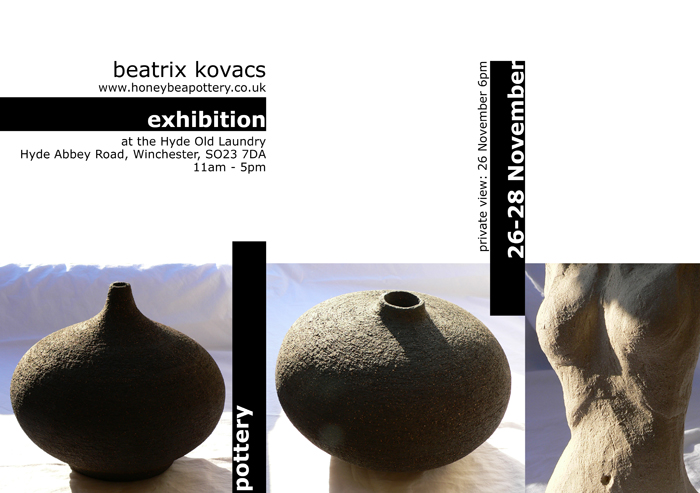 beatrix kovacs
www.honeybeapottery.co.uk
exhibition
at the Hyde Old Laundry
Hyde Abbey Road, Winchester, SO23 7DA
11am - 5pm
private view: 26 November 6pm
26-28 November
pottery